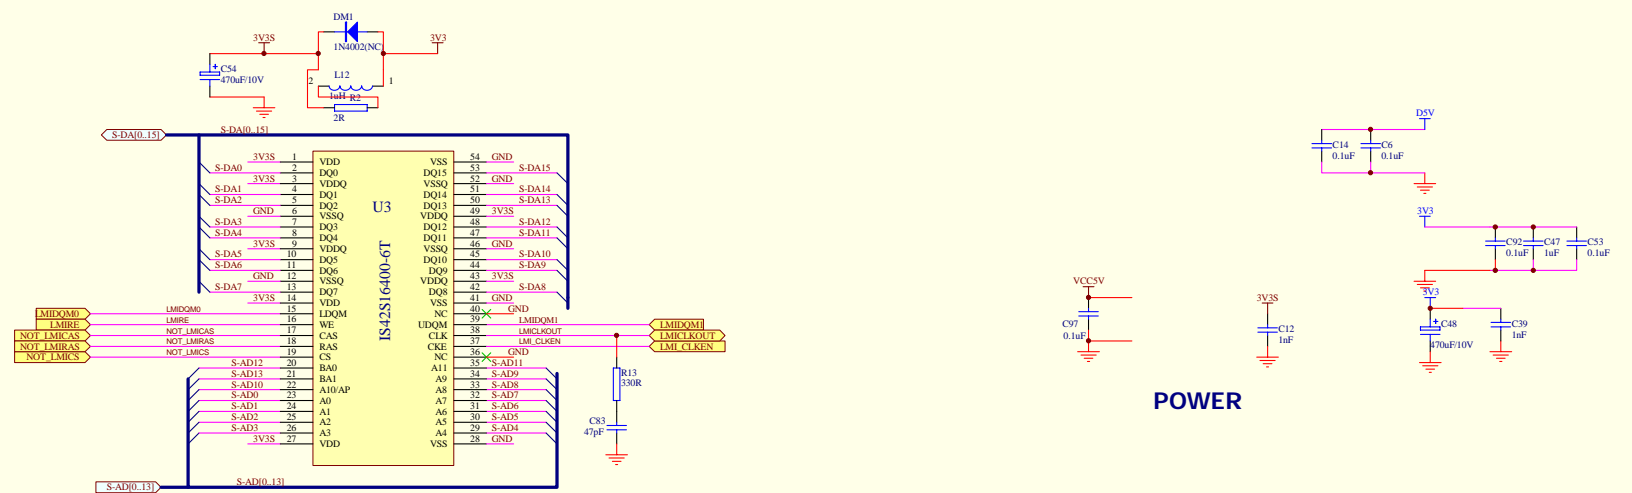 DM1
3V3S
3V3
1N4002(NC)
C54
470uF/10V
L12
2
1
1uH
R2
2R
S-DA[0..15]
S-DA[0..15]
U3
IS42S16400-6T
3V3S 1 VDD VSS 54 GND
S-DA0 2 DQ0 DQ15 53 S-DA15
3V3S 3 VDDQ VSSQ 52 GND
S-DA1 4 DQ1 DQ14 51 S-DA14
S-DA2 5 DQ2 DQ13 50 S-DA13
GND 6 VSSQ VDDQ 49 3V3S
S-DA3 7 DQ3 DQ12 48 S-DA12
S-DA4 8 DQ4 DQ11 47 S-DA11
3V3S 9 VDDQ VSSQ 46 GND
S-DA5 10 DQ5 DQ10 45 S-DA10
S-DA6 11 DQ6 DQ9 44 S-DA9
GND 12 VSSQ VDDQ 43 3V3S
S-DA7 13 DQ7 DQ8 42 S-DA8
3V3S 14 VDD VSS 41 GND
LMIDQM0 LMIDQM0 15 LDQM NC 40 GND
LMIRE LMIRE 16 WE UDQM 39 LMIDQM1 LMIDQM1
NOT_LMICAS NOT_LMICAS 17 CAS CLK 38 LMICLKOUT LMICLKOUT
NOT_LMIRAS NOT_LMIRAS 18 RAS CKE 37 LMI_CLKEN LMI_CLKEN
NOT_LMICS NOT_LMICS 19 CS NC 36 GND
S-AD12 20 BA0 A11 35 S-AD11
S-AD13 21 BA1 A9 34 S-AD9
S-AD10 22 A10/AP A8 33 S-AD8
S-AD0 23 A0 A7 32 S-AD7
S-AD1 24 A1 A6 31 S-AD6
S-AD2 25 A2 A5 30 S-AD5
S-AD3 26 A3 A4 29 S-AD4
3V3S 27 VDD VSS 28 GND
S-AD[0..13]
S-AD[0..13]
R13
330R
C83
47pF
D5V
C14
0.1uF
C6
0.1uF
3V3
C92
0.1uF
C47
1uF
C53
0.1uF
VCC5V
C97
0.1uF
3V3S
C12
1nF
3V3
C48
470uF/10V
C39
1nF
POWER